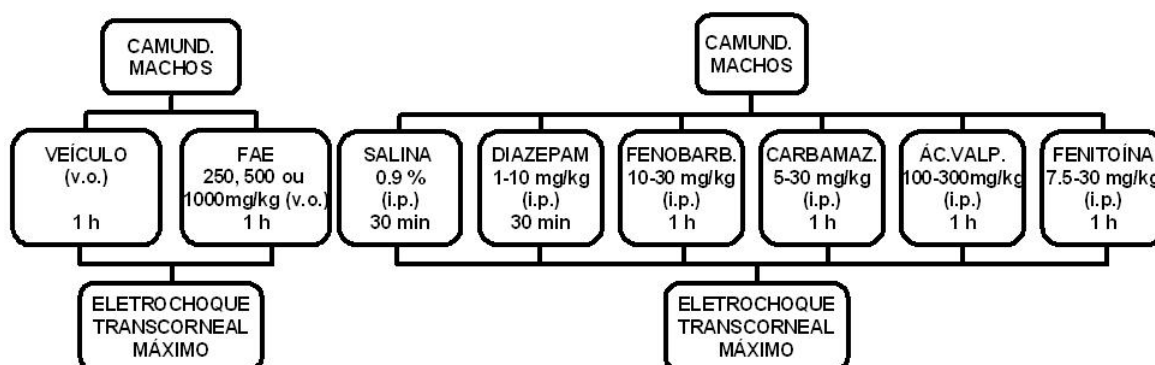 CAMUND.
MACHOS
VEÍCULO
(v.o.)
1 h
FAE
250, 500 ou
1000mg/kg (v.o.)
1 h
ELETROCHOQUE
TRANSCORNEAL
MÁXIMO
CAMUND.
MACHOS
SALINA
0.9 %
(i.p.)
30 min
DIAZEPAM
1-10 mg/kg
(i.p.)
30 min
FENOBARB.
10-30 mg/kg
(i.p.)
1 h
CARBAMAZ.
5-30 mg/kg
(i.p.)
1 h
ÁC.VALP.
100-300mg/kg
(i.p.)
1 h
FENITOÍNA
7.5-30 mg/kg
(i.p.)
1 h
ELETROCHOQUE
TRANSCORNEAL
MÁXIMO